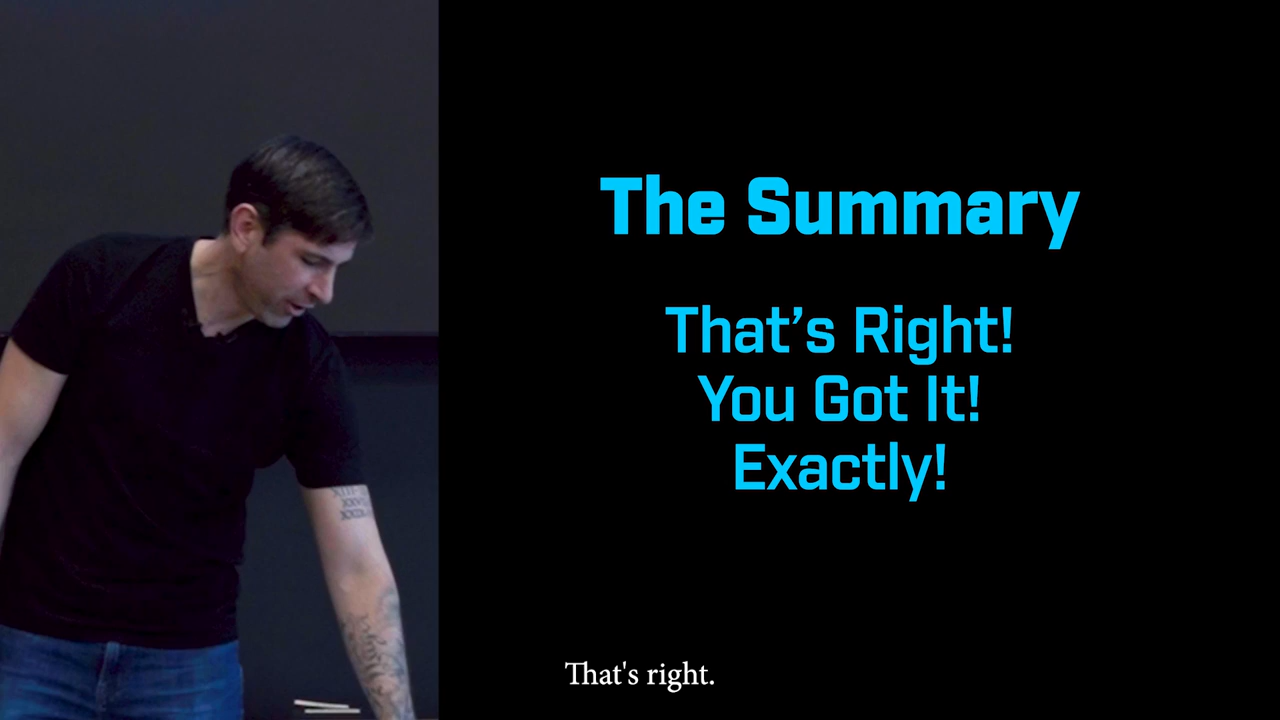 The Summary
That’s Right!
You Got It!
Exactly!
That's right.